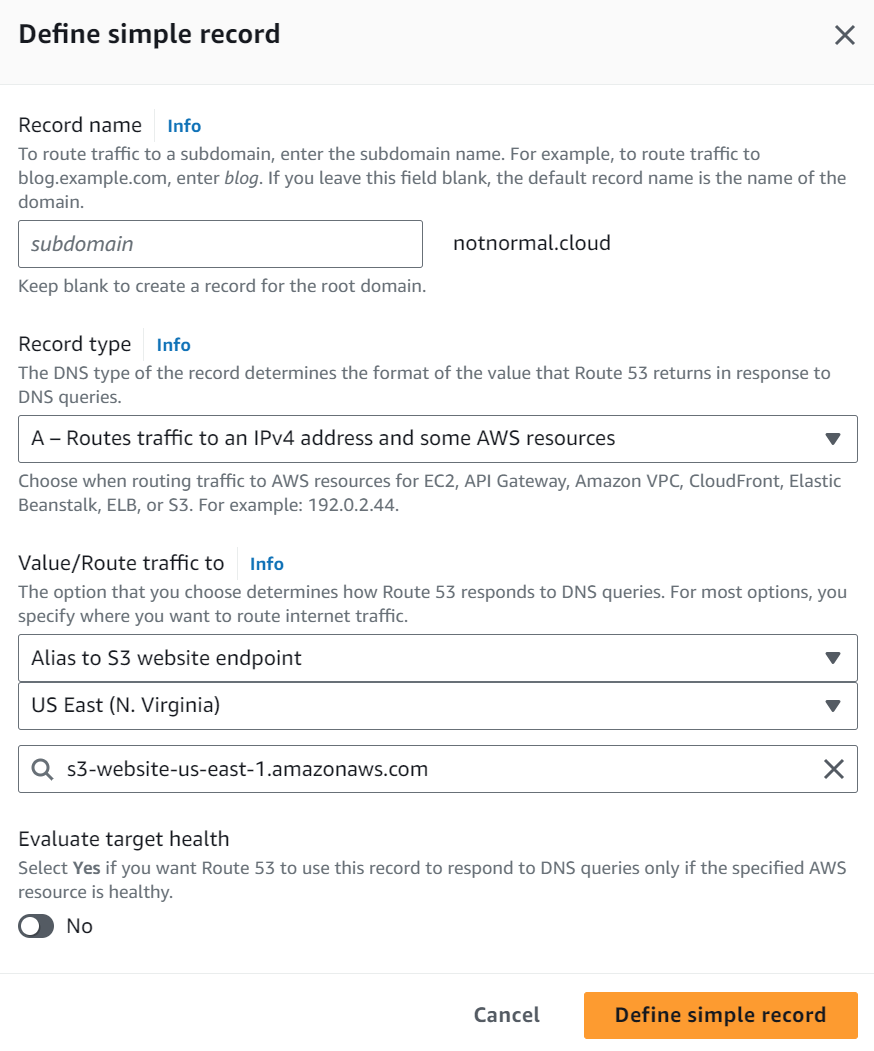 Define simple record
Record name Info
To route traffic to a subdomain, enter the subdomain name. For example, to route traffic to
blog.example.com, enter blog. If you leave this field blank, the default record name is the name of the
domain.
subdomain notnormal.cloud
Keep blank to create a record for the root domain.
Record type Info
The DNS type of the record determines the format of the value that Route 53 returns in response to
DNS queries.
A – Routes traffic to an IPv4 address and some AWS resources
Choose when routing traffic to AWS resources for EC2, API Gateway, Amazon VPC, CloudFront, Elastic
Beanstalk, ELB, or S3. For example: 192.0.2.44.
Value/Route traffic to Info
The option that you choose determines how Route 53 responds to DNS queries. For most options, you
specify where you want to route internet traffic.
Alias to S3 website endpoint
US East (N. Virginia)
s3-website-us-east-1.amazonaws.com
Evaluate target health
Select Yes if you want Route 53 to use this record to respond to DNS queries only if the specified AWS
resource is healthy.
No
Cancel Define simple record